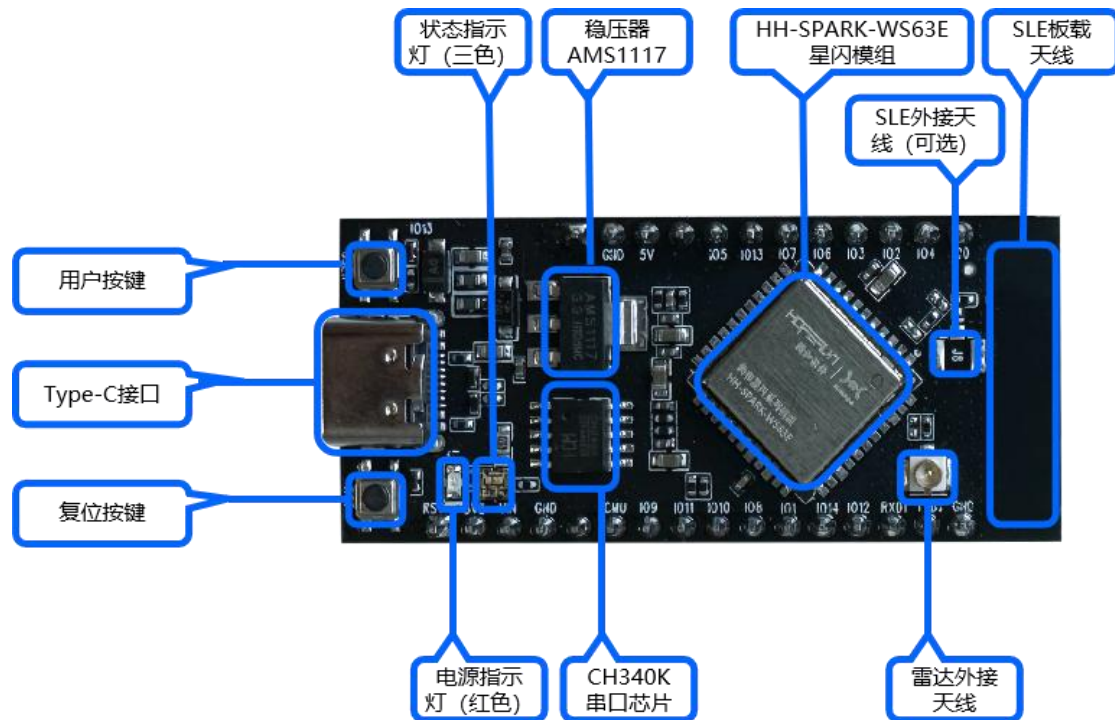 状态指示
灯（三色）
稳压器
AMS1117
HH-SPARK-WS63E
星闪模组
SLE板载
天线
SLE外接天
线（可选）
用户按键
Type-C接口
复位按键
IO13
GND 5V IO5 IO13 IO7 IO6 IO3 IO2 IO4
AMS1117
HH-SPARK-WS63E
J6
GND IO9 IO11 IO10 IO8 IO1 IO14 IO12
电源指示
灯（红色）
CH340K
串口芯片
雷达外接
天线